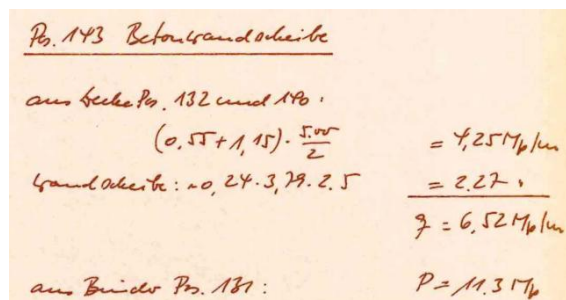 Pos. 143 Betonwandscheibe
aus Decke Pos. 132 und 140:
(0,55 + 1,15) · 5.00/2 = 4,25 Mp/m
Wandscheibe: ~0,24 · 3,79 · 2.5 = 2.27 "
q = 6,52 Mp/m
aus Binder Pos. 131: P = 11.3 Mp